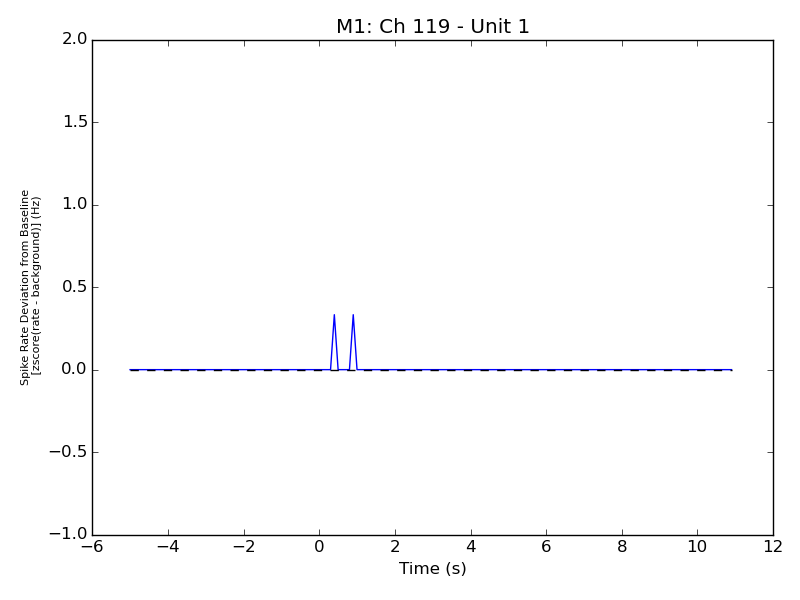 M1: Ch 119 - Unit 1
2.0
1.5
1.0
0.5
0.0
−0.5
−1.0
Spike Rate Deviation from Baseline
[zscore(rate - background)] (Hz)
−6 −4 −2 0 2 4 6 8 10 12
Time (s)